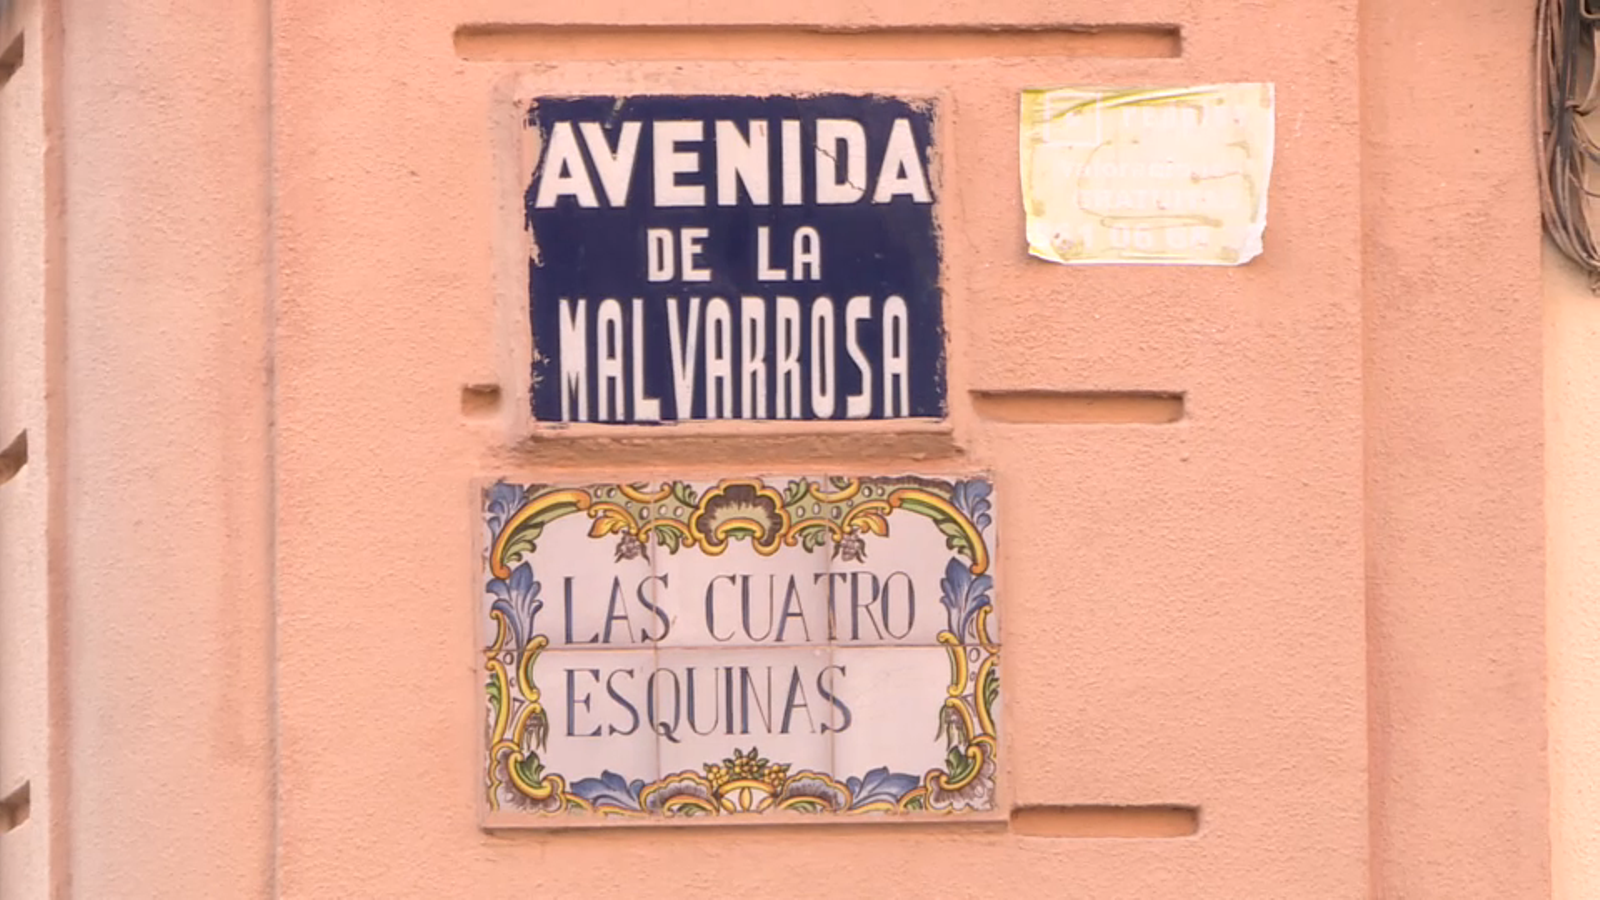 AVENIDA
DE LA
MALVARROSA
LAS CUATRO
ESQUINAS